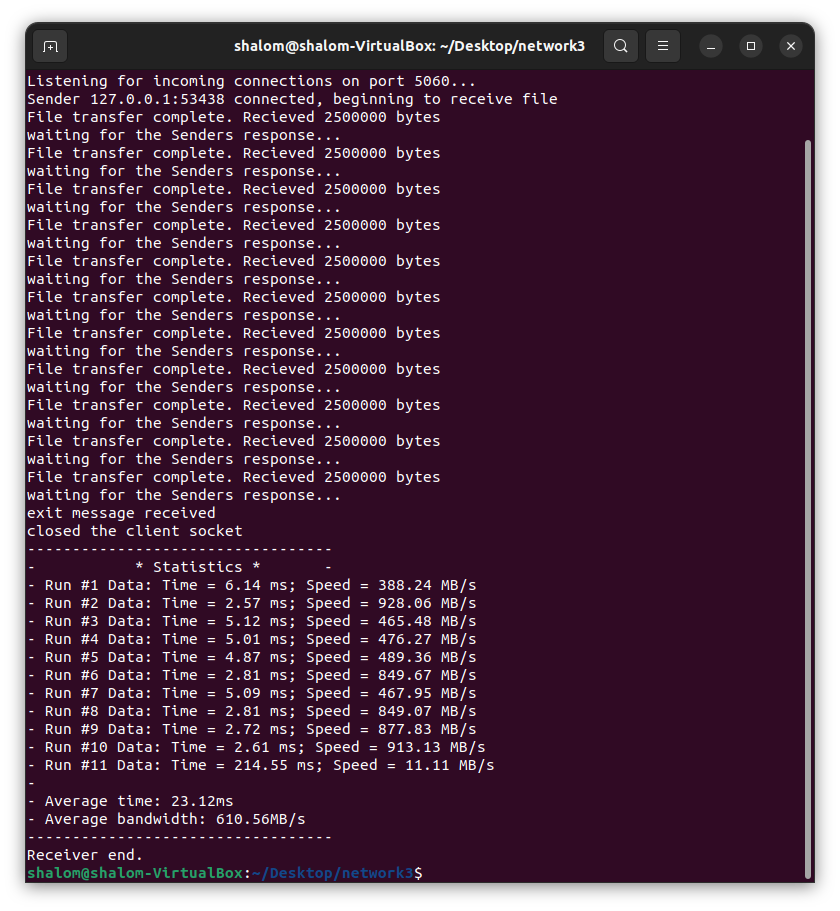 shalom@shalom-VirtualBox: ~/Desktop/network3
Listening for incoming connections on port 5060...
Sender 127.0.0.1:53438 connected, beginning to receive file
File transfer complete. Recieved 2500000 bytes
waiting for the Senders response...
File transfer complete. Recieved 2500000 bytes
waiting for the Senders response...
File transfer complete. Recieved 2500000 bytes
waiting for the Senders response...
File transfer complete. Recieved 2500000 bytes
waiting for the Senders response...
File transfer complete. Recieved 2500000 bytes
waiting for the Senders response...
File transfer complete. Recieved 2500000 bytes
waiting for the Senders response...
File transfer complete. Recieved 2500000 bytes
waiting for the Senders response...
File transfer complete. Recieved 2500000 bytes
waiting for the Senders response...
File transfer complete. Recieved 2500000 bytes
waiting for the Senders response...
File transfer complete. Recieved 2500000 bytes
waiting for the Senders response...
File transfer complete. Recieved 2500000 bytes
waiting for the Senders response...
exit message received
closed the client socket
----------------------------------
-           * Statistics *       -
- Run #1 Data: Time = 6.14 ms; Speed = 388.24 MB/s
- Run #2 Data: Time = 2.57 ms; Speed = 928.06 MB/s
- Run #3 Data: Time = 5.12 ms; Speed = 465.48 MB/s
- Run #4 Data: Time = 5.01 ms; Speed = 476.27 MB/s
- Run #5 Data: Time = 4.87 ms; Speed = 489.36 MB/s
- Run #6 Data: Time = 2.81 ms; Speed = 849.67 MB/s
- Run #7 Data: Time = 5.09 ms; Speed = 467.95 MB/s
- Run #8 Data: Time = 2.81 ms; Speed = 849.07 MB/s
- Run #9 Data: Time = 2.72 ms; Speed = 877.83 MB/s
- Run #10 Data: Time = 2.61 ms; Speed = 913.13 MB/s
- Run #11 Data: Time = 214.55 ms; Speed = 11.11 MB/s
-
- Average time: 23.12ms
- Average bandwidth: 610.56MB/s
----------------------------------
Receiver end.
shalom@shalom-VirtualBox:~/Desktop/network3$